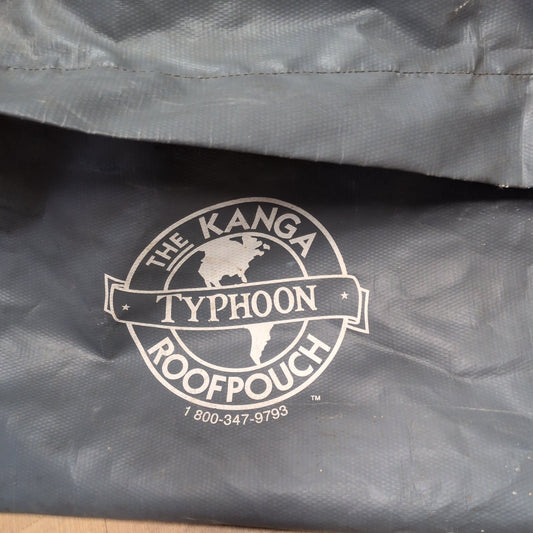 THE KANGA
TYPHOON
ROOFPOUCH
™
1 800-347-9793